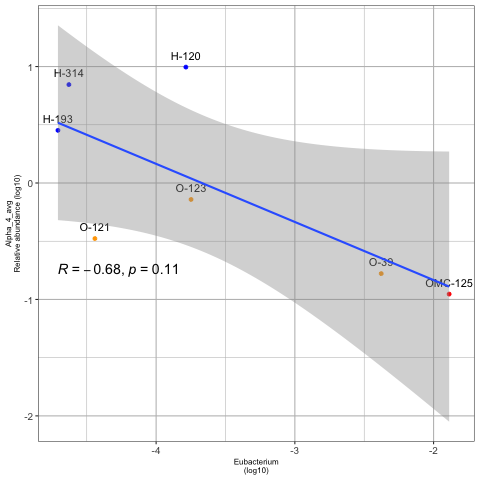 H-120
H-314
H-193
O-123
O-121
R = −0.68, p = 0.11
O-39
OMC-125
1
0
-1
-2
-4
-3
-2
Alpha_4_avg
Relative abundance (log10)
Eubacterium
(log10)